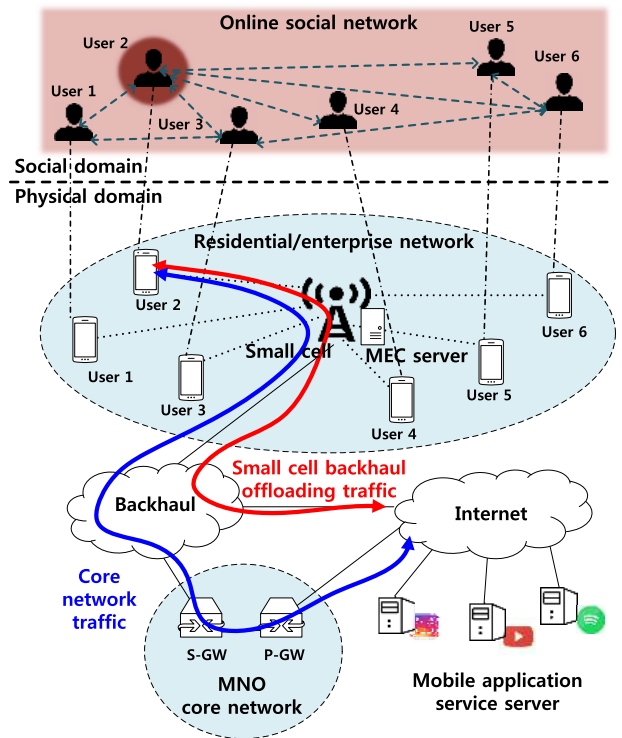 Online social network
User 2
User 5
User 6
User 1
User 4
User 3
Social domain
Physical domain
Residential/enterprise network
User 2
User 6
Small cell
MEC server
User 1
User 5
User 3
User 4
Small cell backhaul
offloading traffic
Backhaul
Internet
Core
network
traffic
S-GW
P-GW
MNO
core network
Mobile application
service server